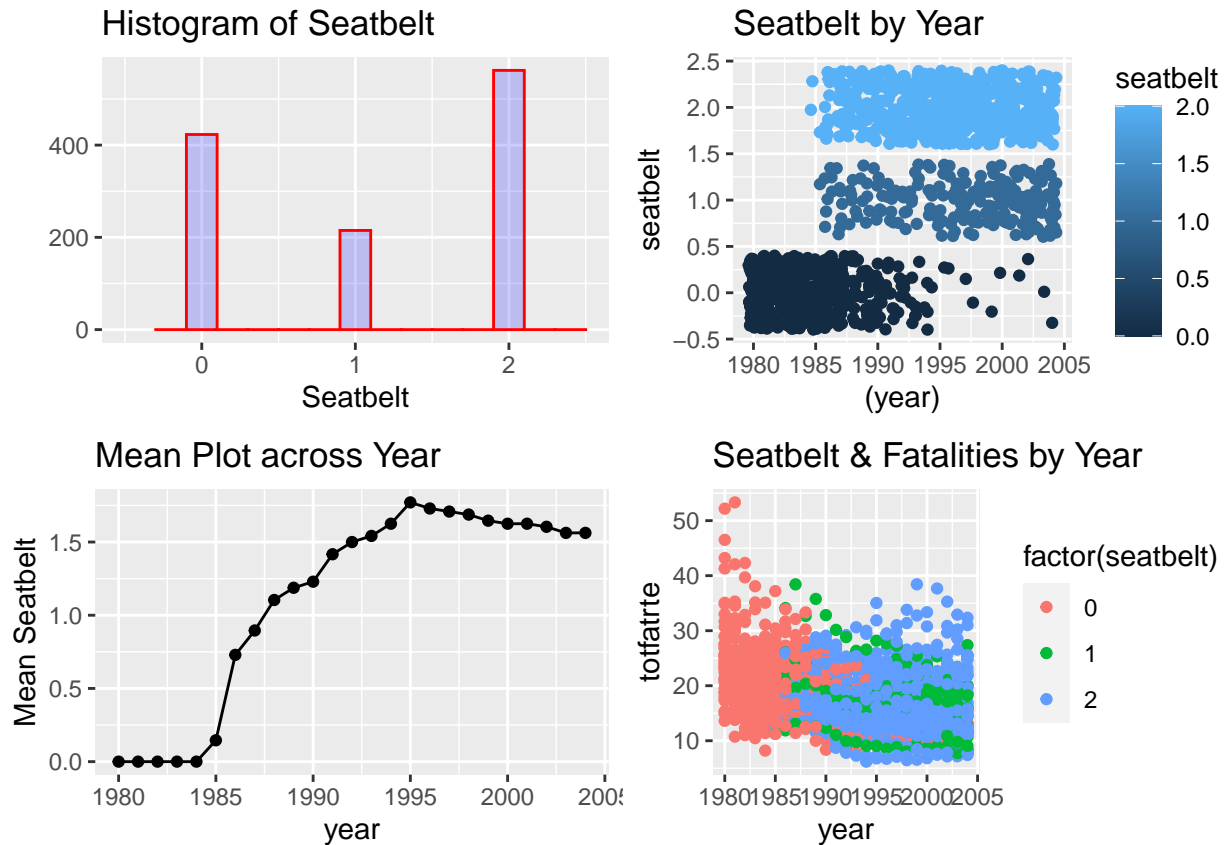 Histogram of Seatbelt
400
200
0
0 1 2
Seatbelt
Seatbelt by Year
seatbelt
2.5
2.0
1.5
1.0
0.5
0.0
−0.5
1980 1985 1990 1995 2000 2005
(year)
seatbelt
2.0
1.5
1.0
0.5
0.0
Mean Plot across Year
Mean Seatbelt
1.5
1.0
0.5
0.0
1980 1985 1990 1995 2000 2005
year
Seatbelt & Fatalities by Year
totfatrte
50
40
30
20
10
1980 1985 1990 1995 2000 2005
year
factor(seatbelt)
0
1
2